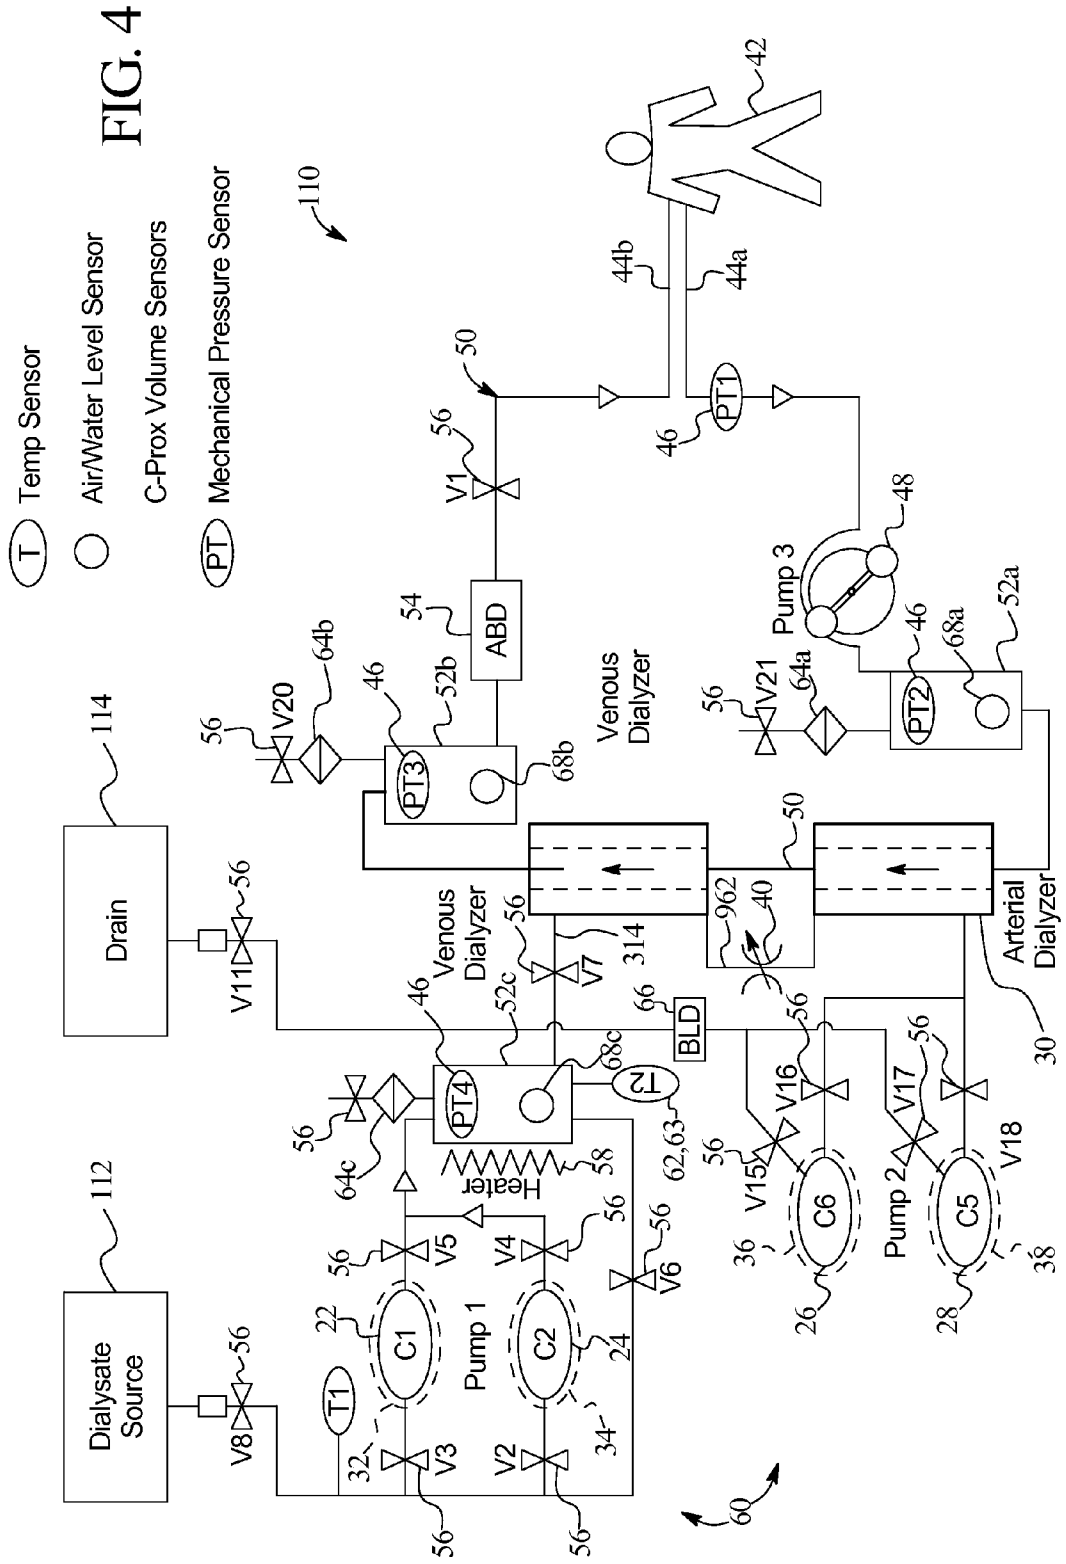 FIG. 4
T Temp Sensor
Air/Water Level Sensor
C-Prox Volume Sensors
PT Mechanical Pressure Sensor
110
112
Dialysate
Source
114
Drain
V8
56
V11
56
T1
32
22
C1
V3
56
56
V5
Pump 1
C2
24
34
V2
56
V4
56
V6
56
60
Heater
58
64c
56
PT4
46
52c
68c
T2
62,63
Venous
Dialyzer
56
V7
314
66
BLD
962
40
50
56
V20
64b
46
PT3
52b
68b
54
ABD
V1
56
50
Venous
Dialyzer
44b
44a
42
46
PT1
Pump 3
48
56
V21
64a
46
PT2
68a
52a
Arterial
Dialyzer
30
56
V15
V16
56
V17
56
36
C6
26
Pump 2
C5
28
38
V18
56